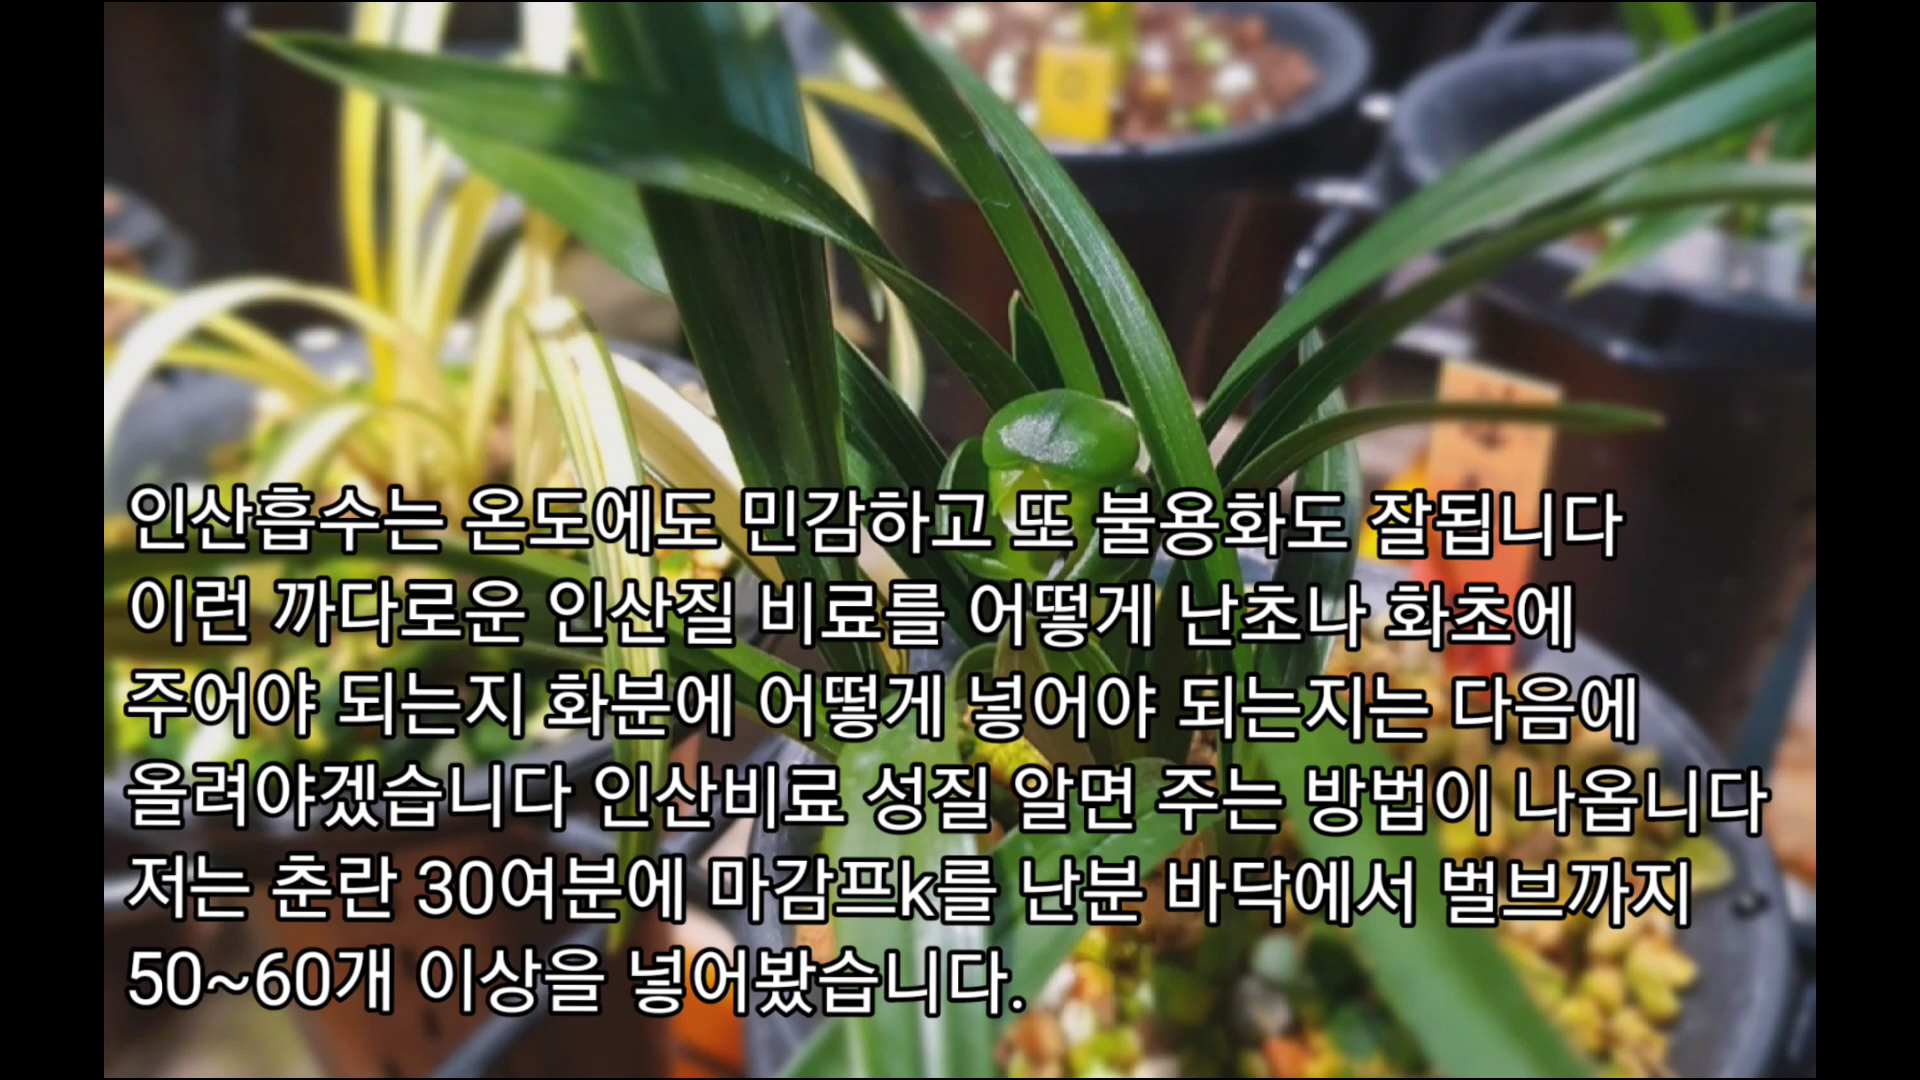 인산흡수는 온도에도 민감하고 또 불용화도 잘됩니다
이런 까다로운 인산질 비료를 어떻게 난초나 화초에
주어야 되는지 화분에 어떻게 넣어야 되는지는 다음에
올려야겠습니다 인산비료 성질 알면 주는 방법이 나옵니다
저는 춘란 30여분에 마감프k를 난분 바닥에서 벌브까지
50~60개 이상을 넣어봤습니다.